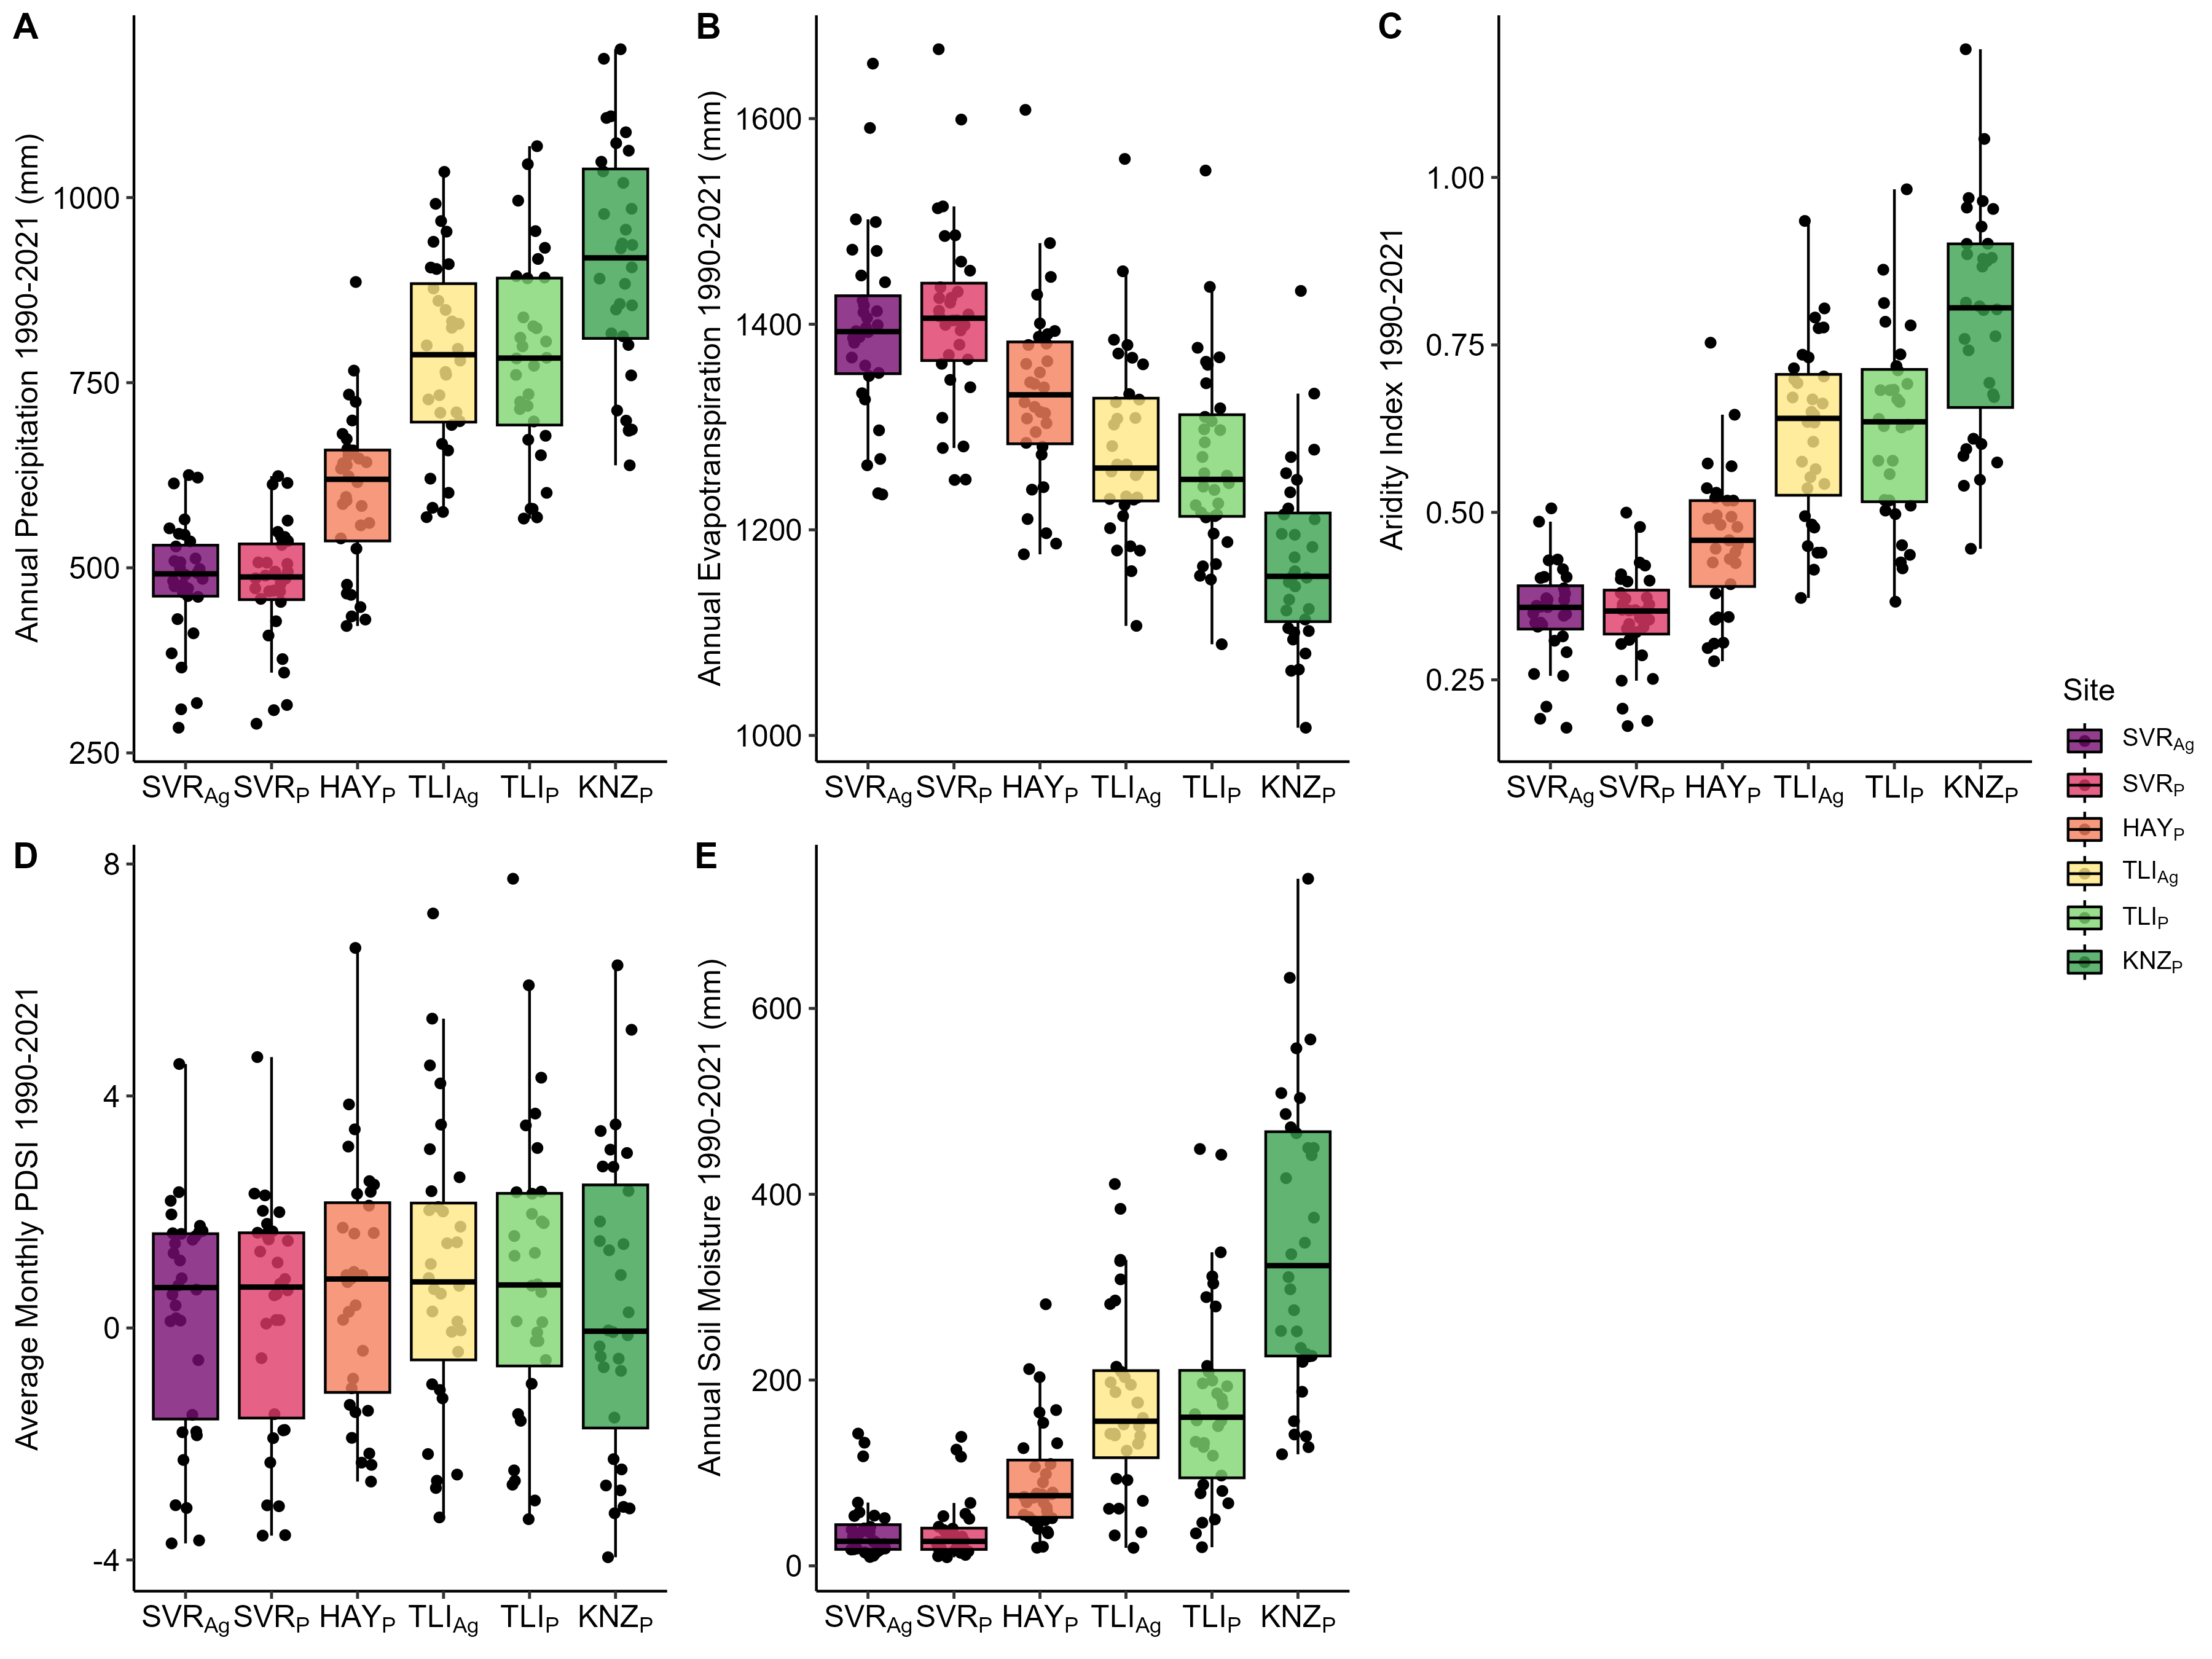 A
Annual Precipitation 1990-2021 (mm)
1000
750
500
250
SVRAg SVRP HAYP TLIAg TLIP KNZP
B
Annual Evapotranspiration 1990-2021 (mm)
1600
1400
1200
1000
SVRAg SVRP HAYP TLIAg TLIP KNZP
C
Aridity Index 1990-2021
1.00
0.75
0.50
0.25
SVRAg SVRP HAYP TLIAg TLIP KNZP
Site
SVRAg
SVRP
HAYP
TLIAg
TLIP
KNZP
D
Average Monthly PDSI 1990-2021
8
4
0
-4
SVRAg SVRP HAYP TLIAg TLIP KNZP
E
Annual Soil Moisture 1990-2021 (mm)
600
400
200
0
SVRAg SVRP HAYP TLIAg TLIP KNZP